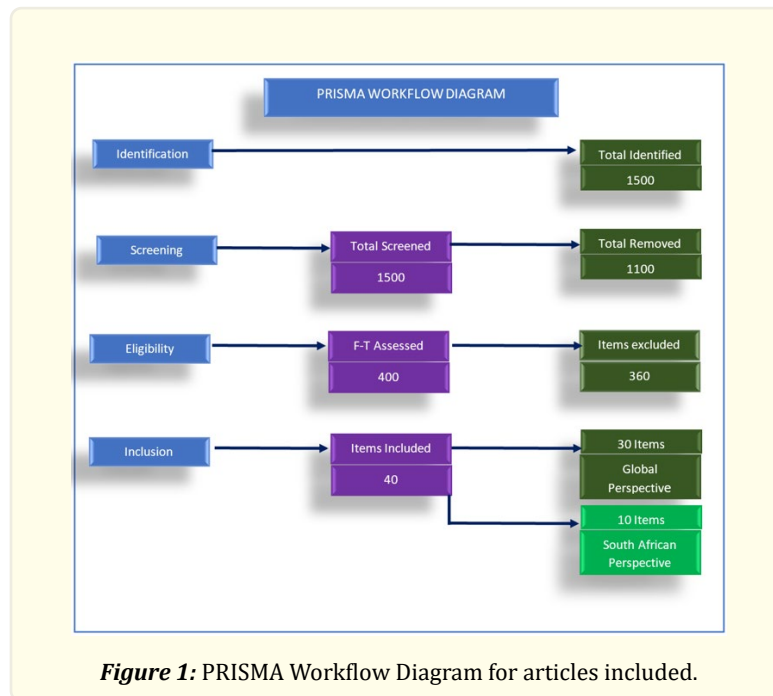 PRISMA WORKFLOW DIAGRAM
Identification
Total Identified
1500
Screening
Total Screened
1500
Total Removed
1100
Eligibility
F-T Assessed
400
Items excluded
360
Inclusion
Items Included
40
30 Items
Global
Perspective
10 Items
South African
Perspective
Figure 1: PRISMA Workflow Diagram for articles included.